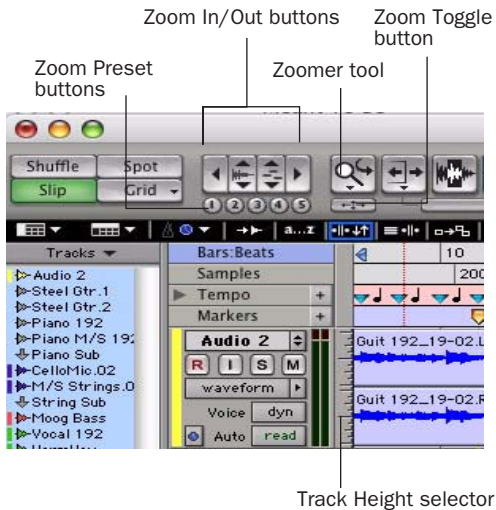 Zoom In/Out buttons
Zoom Toggle
button
Zoom Preset
buttons
Zoomer tool
Shuffle Spot
Slip Grid
1 2 3 4 5
a...z
Tracks
Bars:Beats 10
Samples 200
Tempo +
Markers +
Audio 2
Steel Gtr.1
Steel Gtr.2
Piano 192
Piano M/S 192
Piano Sub
CelloMic.02
M/S Strings.0
String Sub
Moog Bass
Vocal 192
Audio 2
R I S M
waveform
Voice dyn
Auto read
Guit 192_19-02.L
Guit 192_19-02.R
Track Height selector